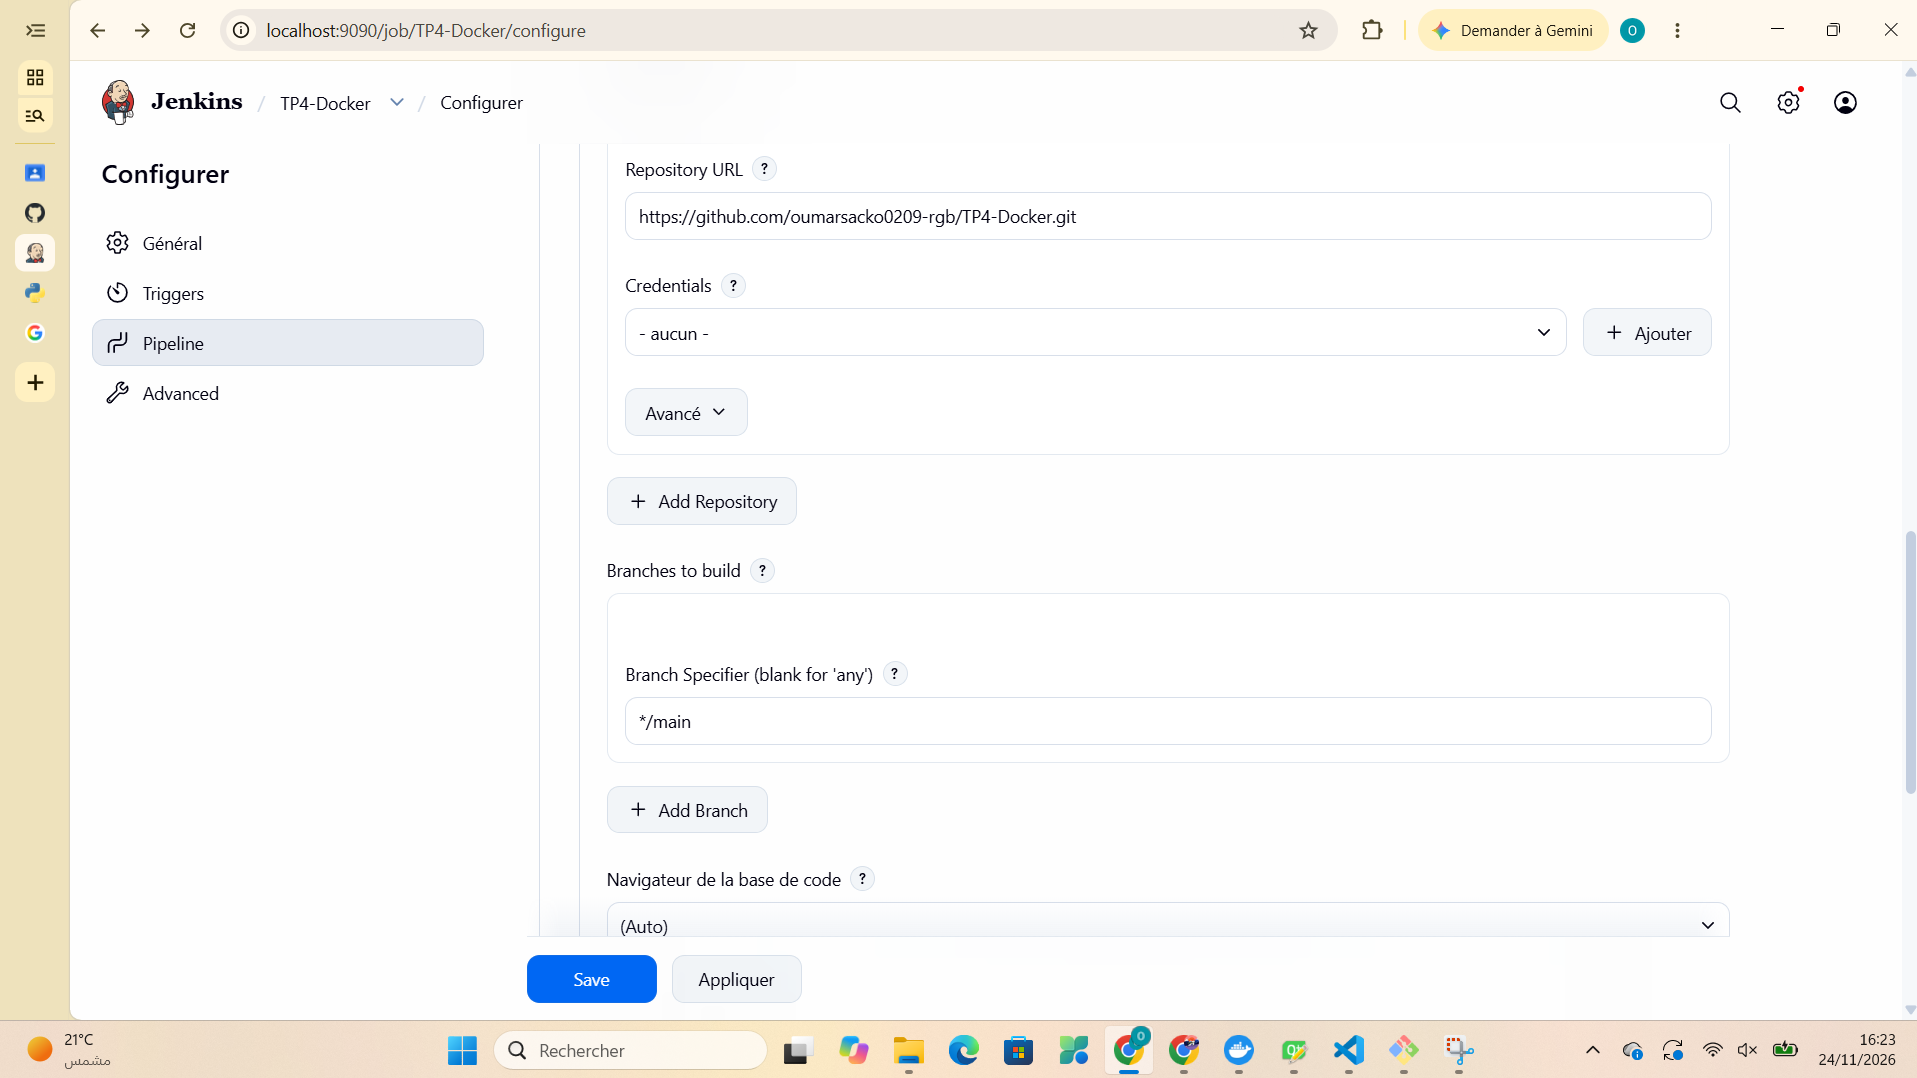 localhost:9090/job/TP4-Docker/configure
Demander à Gemini
O
Jenkins / TP4-Docker / Configurer
Configurer
Général
Triggers
Pipeline
Advanced
Repository URL ?
https://github.com/oumarsacko0209-rgb/TP4-Docker.git
Credentials ?
- aucun -
+ Ajouter
Avancé
+ Add Repository
Branches to build ?
Branch Specifier (blank for 'any') ?
*/main
+ Add Branch
Navigateur de la base de code ?
(Auto)
Save
Appliquer
21°C
مشمس
Rechercher
16:23
24/11/2026